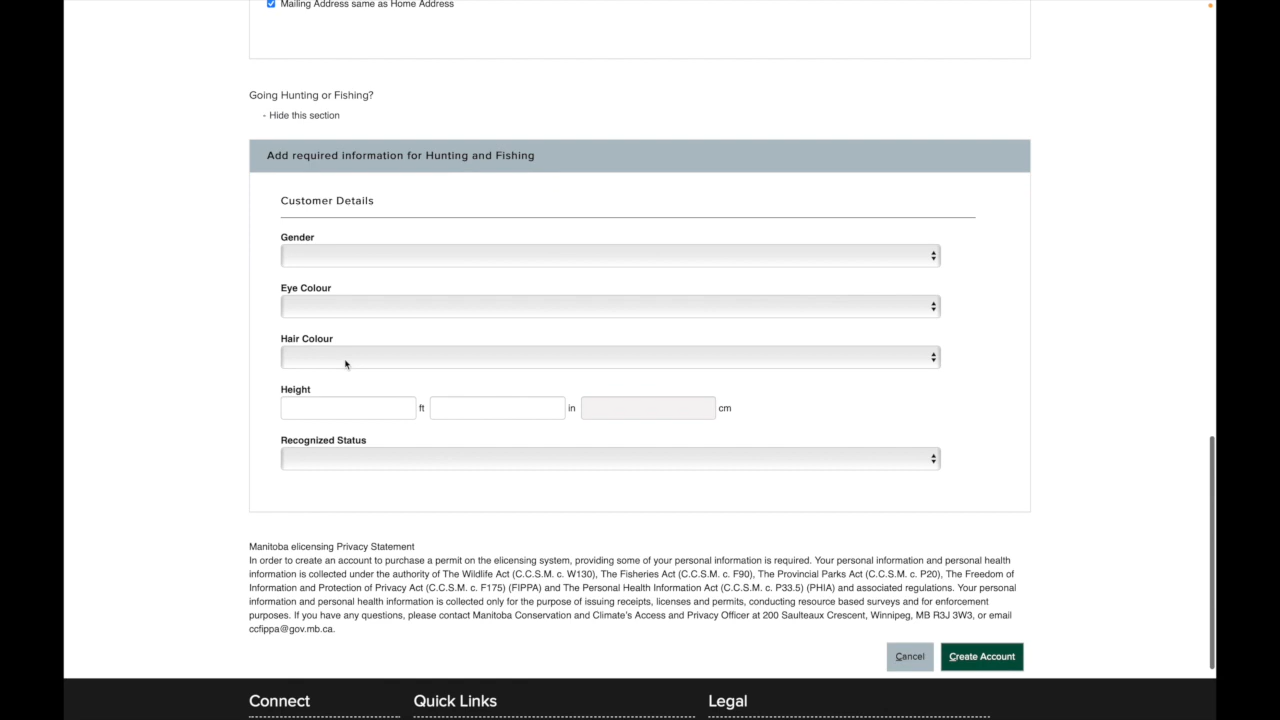 Mailing Address same as Home Address
Going Hunting or Fishing?
- Hide this section
Add required information for Hunting and Fishing
Customer Details
Gender
Eye Colour
Hair Colour
Height
ft in cm
Recognized Status
Manitoba elicensing Privacy Statement
In order to create an account to purchase a permit on the elicensing system, providing some of your personal information is required. Your personal information and personal health
information is collected under the authority of The Wildlife Act (C.C.S.M. c. W130), The Fisheries Act (C.C.S.M. c. F90), The Provincial Parks Act (C.C.S.M. c. P20), The Freedom of
Information and Protection of Privacy Act (C.C.S.M. c. F175) (FIPPA) and The Personal Health Information Act (C.C.S.M. c. P33.5) (PHIA) and associated regulations. Your personal
information and personal health information is collected only for the purpose of issuing receipts, licenses and permits, conducting resource based surveys and for enforcement
purposes. If you have any questions, please contact Manitoba Conservation and Climate's Access and Privacy Officer at 200 Saulteaux Crescent, Winnipeg, MB R3J 3W3, or email
ccfippa@gov.mb.ca.
Cancel Create Account
Connect Quick Links Legal